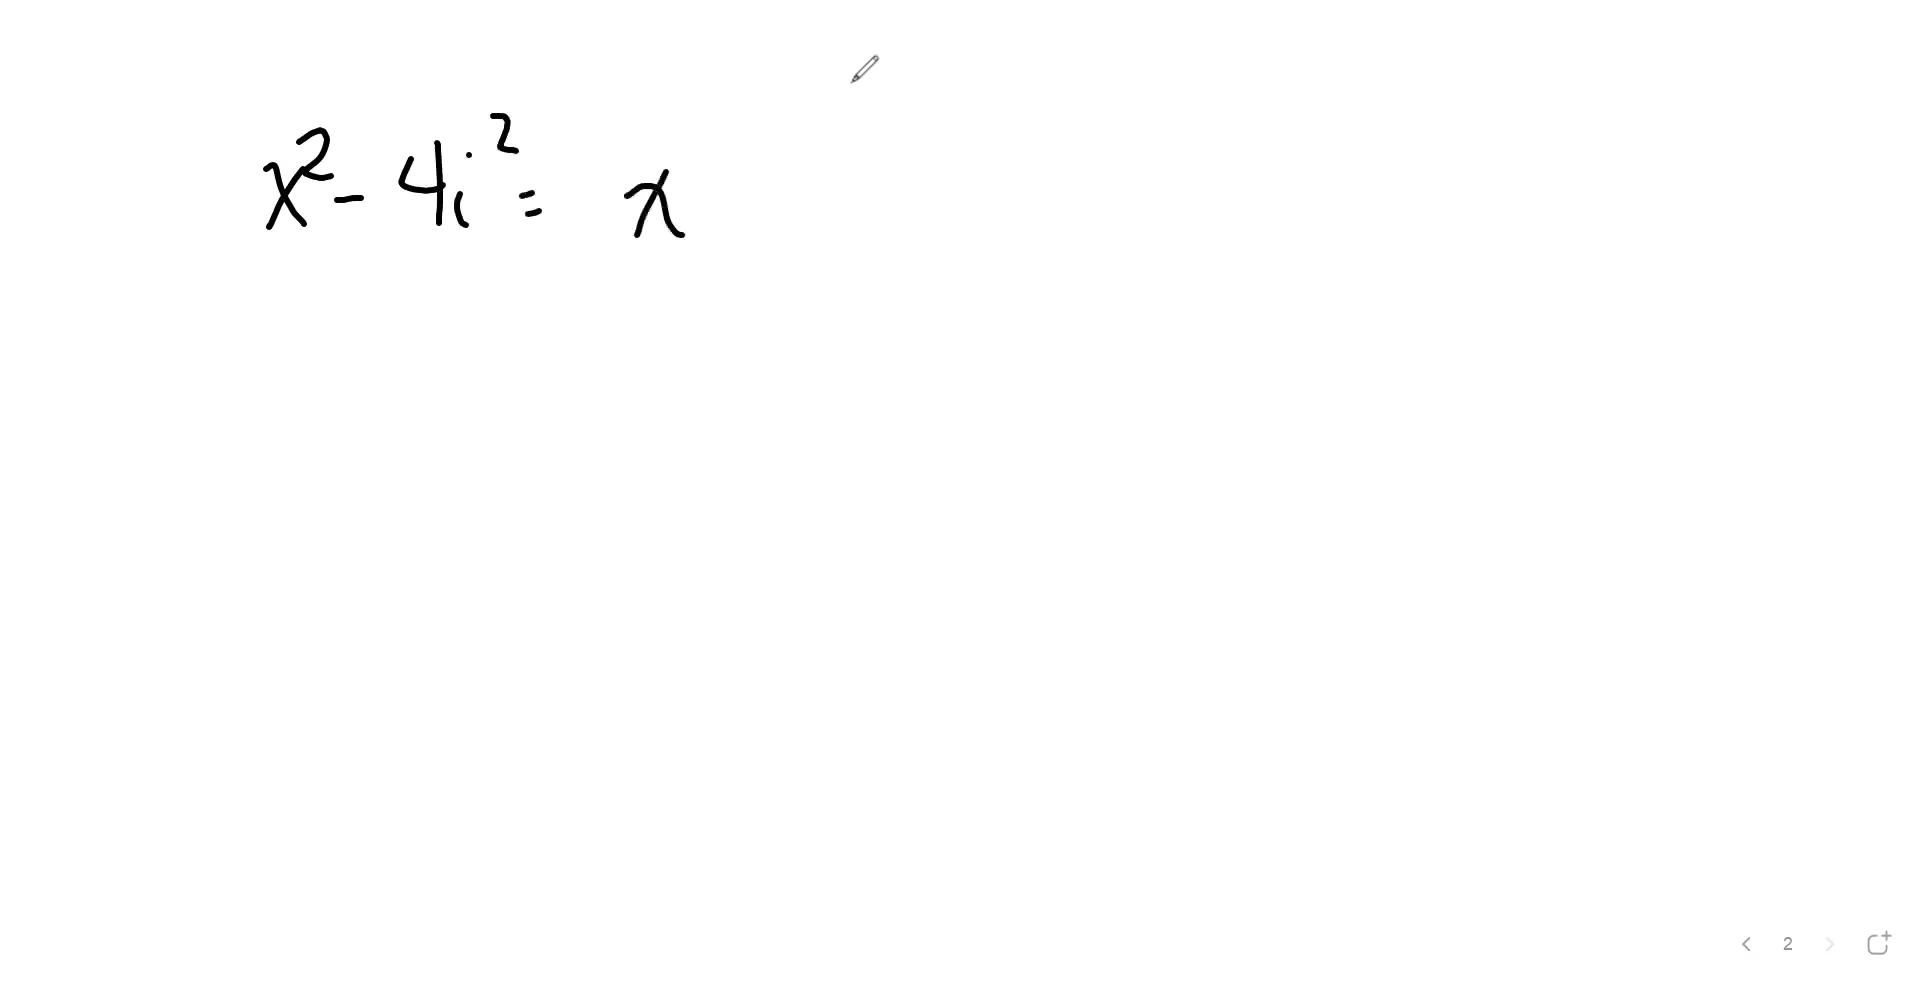 x² - 4i² = x
2